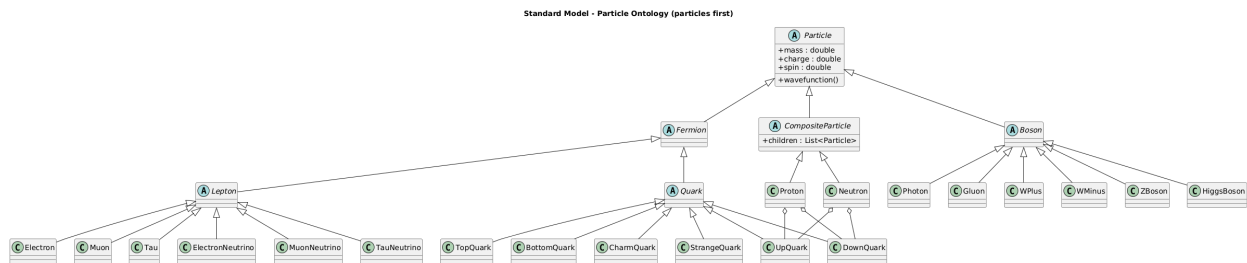 Standard Model - Particle Ontology (particles first)
A Particle
+mass : double
+charge : double
+spin : double
+wavefunction()
A Fermion
A CompositeParticle
+children : List<Particle>
A Boson
A Lepton
A Quark
C Proton
C Neutron
C Photon
C Gluon
C WPlus
C WMinus
C ZBoson
C HiggsBoson
C Electron
C Muon
C Tau
C ElectronNeutrino
C MuonNeutrino
C TauNeutrino
C TopQuark
C BottomQuark
C CharmQuark
C StrangeQuark
C UpQuark
C DownQuark